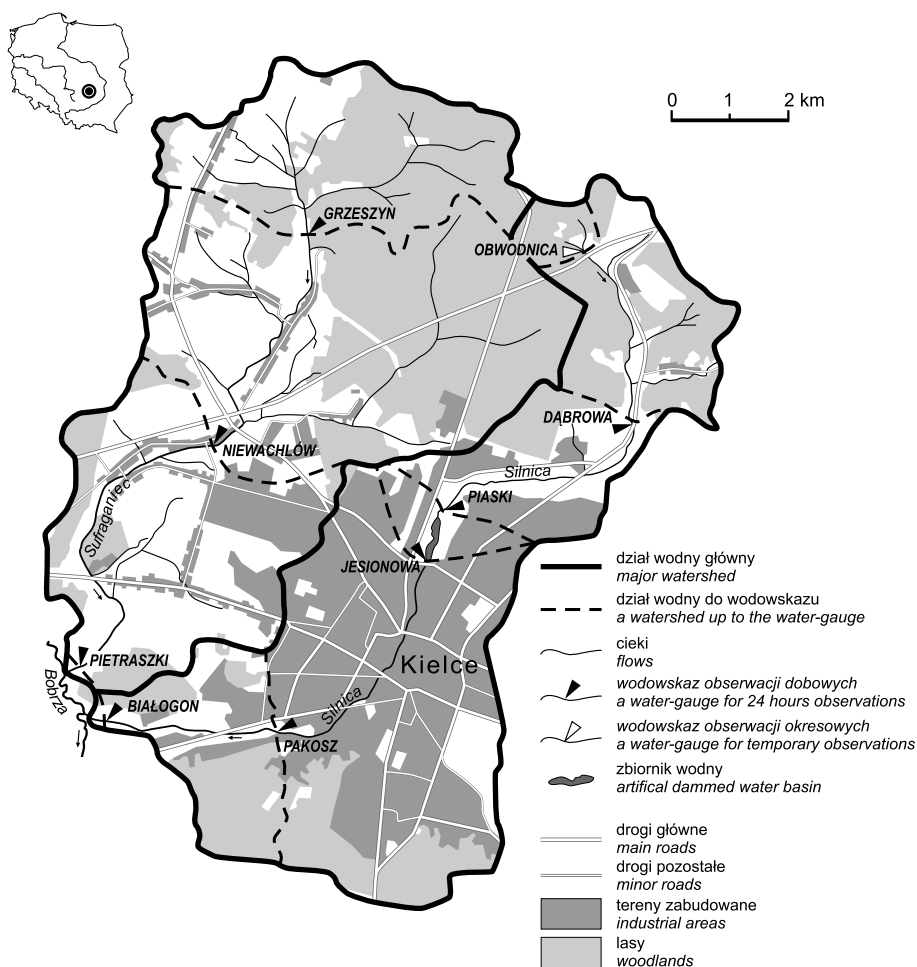 0 1 2 km
GRZESZYN
OBWODNICA
DĄBROWA
NIEWACHLÓW
Silnica
PIASKI
Sufraganiec
JESIONOWA
PIETRASZKI
Kielce
Bobrza
BIAŁOGON
Silnica
PAKOSZ
dział wodny główny
major watershed
dział wodny do wodowskazu
a watershed up to the water-gauge
cieki
flows
wodowskaz obserwacji dobowych
a water-gauge for 24 hours observations
wodowskaz obserwacji okresowych
a water-gauge for temporary observations
zbiornik wodny
artifical dammed water basin
drogi główne
main roads
drogi pozostałe
minor roads
tereny zabudowane
industrial areas
lasy
woodlands